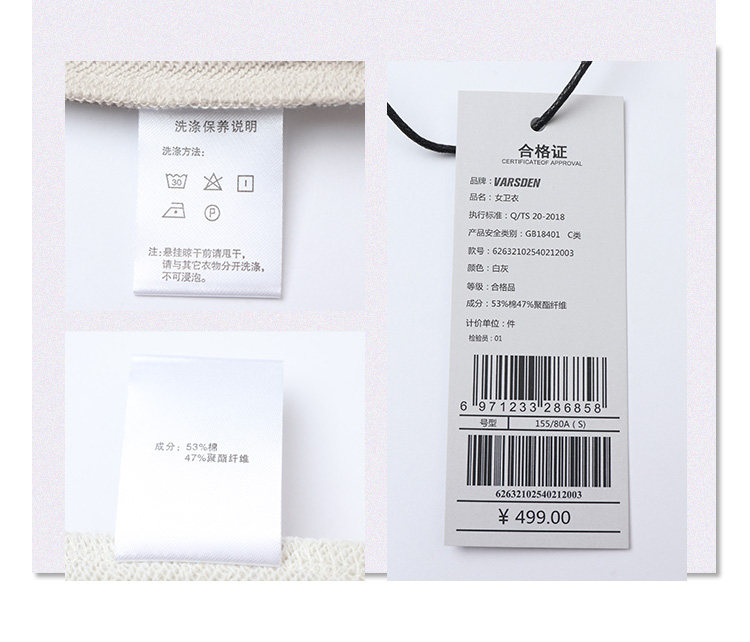 洗涤保养说明
洗涤方法：
30
P
注：悬挂晾干前请甩干，
请与其它衣物分开洗涤，
不可浸泡。
成分：53%棉
47%聚酯纤维
合格证
CERTIFICATEOF APPROVAL
品牌：VARSDEN
品名：女卫衣
执行标准：Q/TS 20-2018
产品安全类别：GB18401 C类
款号：62632102540212003
颜色：白灰
等级：合格品
成分：53%棉47%聚酯纤维
计价单位：件
检验员：01
6 971233 286858
号型 155/80A ( S )
62632102540212003
¥ 499.00